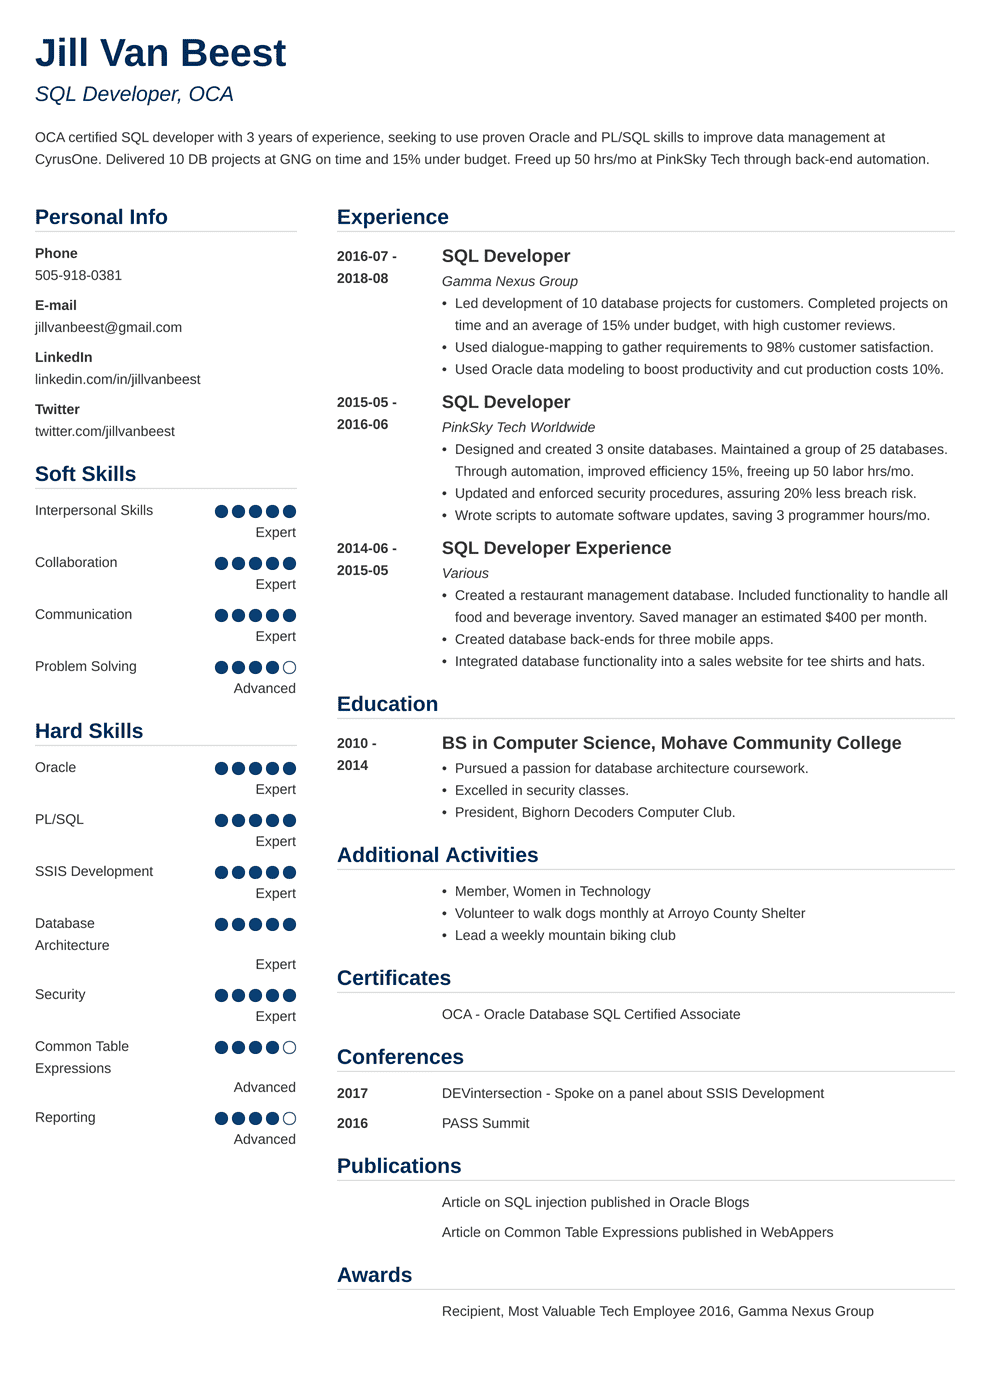 Jill Van Beest
SQL Developer, OCA
OCA certified SQL developer with 3 years of experience, seeking to use proven Oracle and PL/SQL skills to improve data management at
CyrusOne. Delivered 10 DB projects at GNG on time and 15% under budget. Freed up 50 hrs/mo at PinkSky Tech through back-end automation.
Personal Info
Phone
505-918-0381
E-mail
jillvanbeest@gmail.com
LinkedIn
linkedin.com/in/jillvanbeest
Twitter
twitter.com/jillvanbeest
Soft Skills
Interpersonal Skills
Expert
Collaboration
Expert
Communication
Expert
Problem Solving
Advanced
Hard Skills
Oracle
Expert
PL/SQL
Expert
SSIS Development
Expert
Database
Architecture
Expert
Security
Expert
Common Table
Expressions
Advanced
Reporting
Advanced
Experience
2016-07 -
2018-08
SQL Developer
Gamma Nexus Group
• Led development of 10 database projects for customers. Completed projects on
time and an average of 15% under budget, with high customer reviews.
• Used dialogue-mapping to gather requirements to 98% customer satisfaction.
• Used Oracle data modeling to boost productivity and cut production costs 10%.
2015-05 -
2016-06
SQL Developer
PinkSky Tech Worldwide
• Designed and created 3 onsite databases. Maintained a group of 25 databases.
Through automation, improved efficiency 15%, freeing up 50 labor hrs/mo.
• Updated and enforced security procedures, assuring 20% less breach risk.
• Wrote scripts to automate software updates, saving 3 programmer hours/mo.
2014-06 -
2015-05
SQL Developer Experience
Various
• Created a restaurant management database. Included functionality to handle all
food and beverage inventory. Saved manager an estimated $400 per month.
• Created database back-ends for three mobile apps.
• Integrated database functionality into a sales website for tee shirts and hats.
Education
2010 -
2014
BS in Computer Science, Mohave Community College
• Pursued a passion for database architecture coursework.
• Excelled in security classes.
• President, Bighorn Decoders Computer Club.
Additional Activities
• Member, Women in Technology
• Volunteer to walk dogs monthly at Arroyo County Shelter
• Lead a weekly mountain biking club
Certificates
OCA - Oracle Database SQL Certified Associate
Conferences
2017 DEVintersection - Spoke on a panel about SSIS Development
2016 PASS Summit
Publications
Article on SQL injection published in Oracle Blogs
Article on Common Table Expressions published in WebAppers
Awards
Recipient, Most Valuable Tech Employee 2016, Gamma Nexus Group